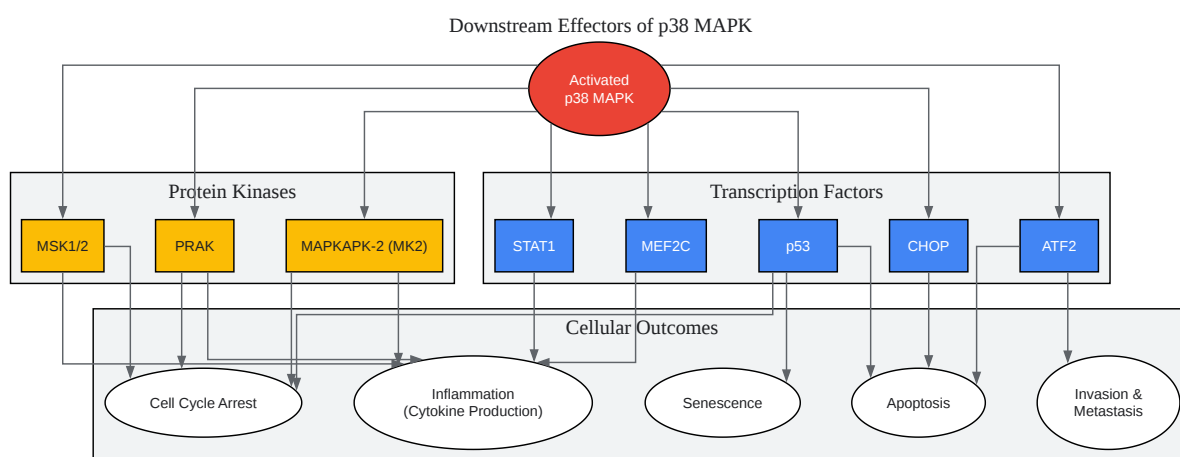 Downstream Effectors of p38 MAPK
Activated
p38 MAPK
Protein Kinases
Transcription Factors
MSK1/2
PRAK
MAPKAPK-2 (MK2)
STAT1
MEF2C
p53
CHOP
ATF2
Cellular Outcomes
Cell Cycle Arrest
Inflammation
(Cytokine Production)
Senescence
Apoptosis
Invasion &
Metastasis